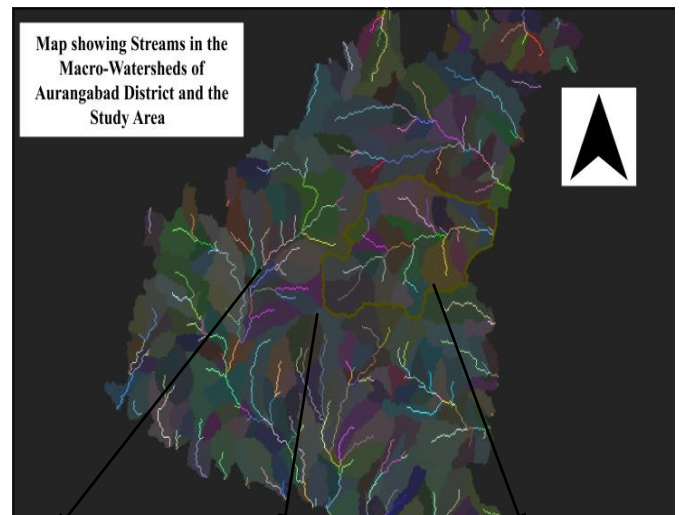 Map showing Streams in the
Macro-Watersheds of
Aurangabad District and the
Study Area